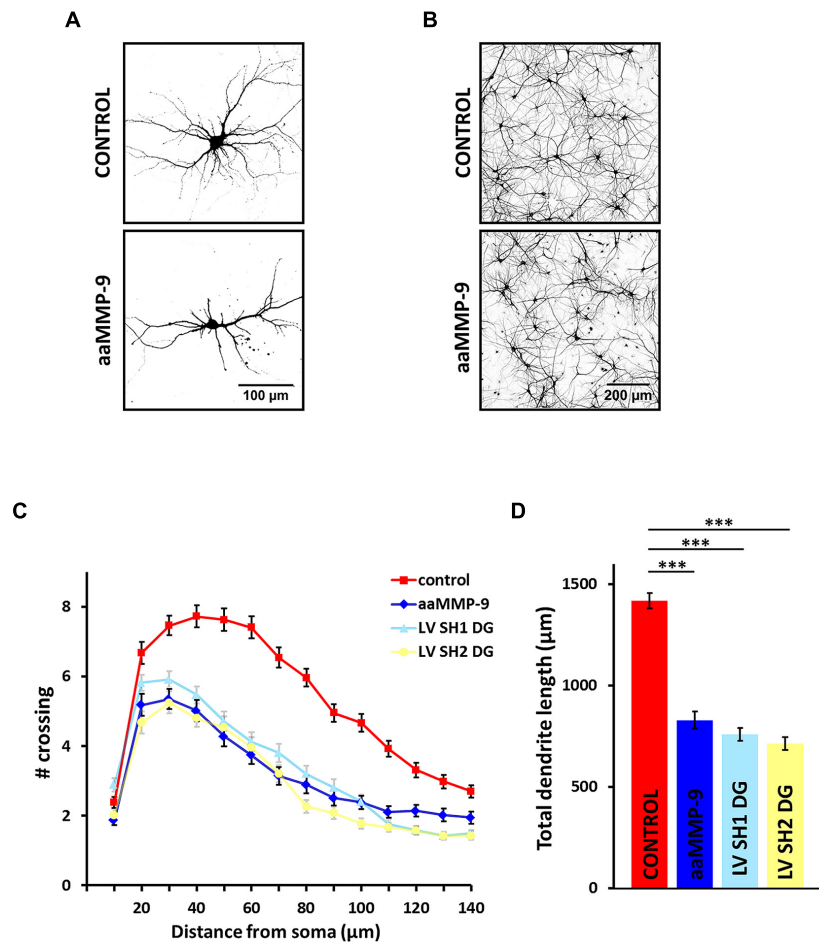 A
B
CONTROL
CONTROL
aaMMP-9
100 µm
aaMMP-9
200 µm
C
# crossing
8
6
4
2
0
20 40 60 80 100 120 140
Distance from soma (µm)
control
aaMMP-9
LV SH1 DG
LV SH2 DG
D
***
***
***
Total dendrite length (µm)
1500
1000
500
0
CONTROL
aaMMP-9
LV SH1 DG
LV SH2 DG